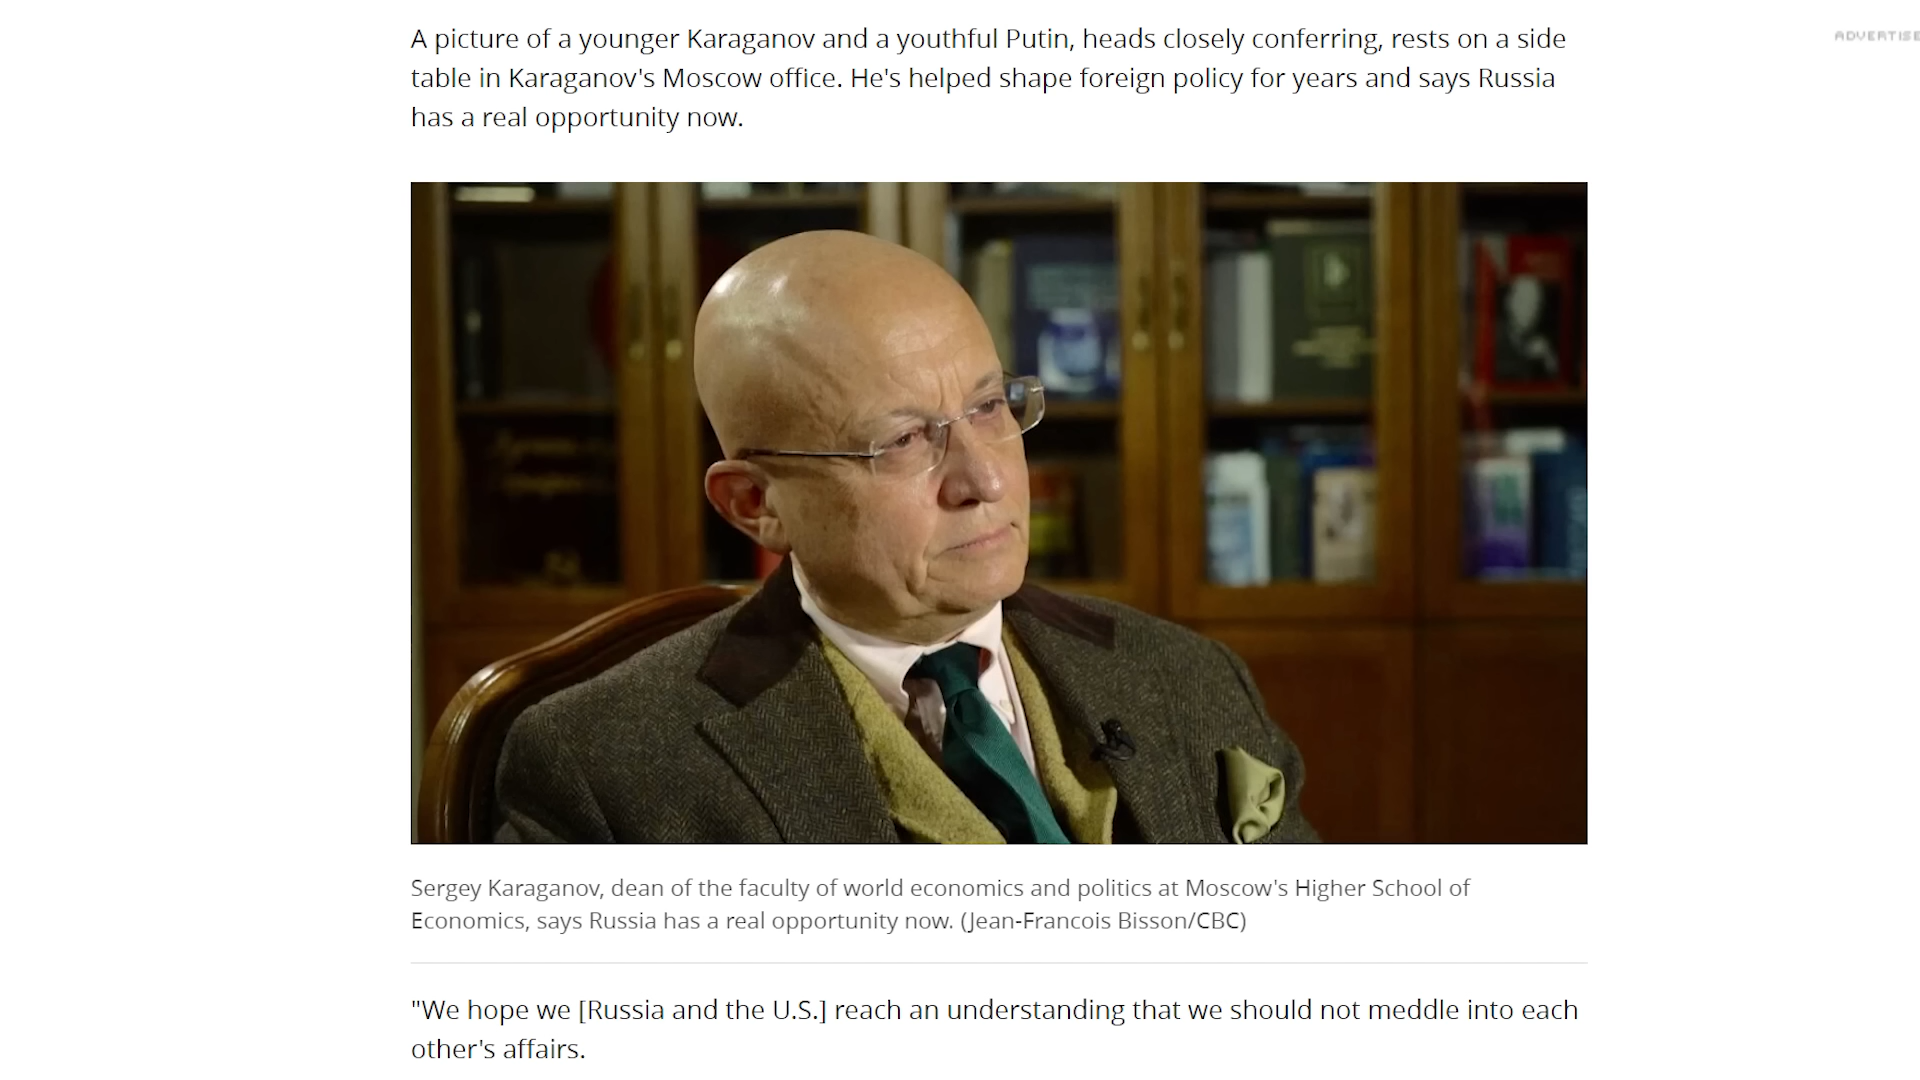 A picture of a younger Karaganov and a youthful Putin, heads closely conferring, rests on a side
ADVERTISE
table in Karaganov's Moscow office. He's helped shape foreign policy for years and says Russia
has a real opportunity now.
Sergey Karaganov, dean of the faculty of world economics and politics at Moscow's Higher School of
Economics, says Russia has a real opportunity now. (Jean-Francois Bisson/CBC)
"We hope we [Russia and the U.S.] reach an understanding that we should not meddle into each
other's affairs.